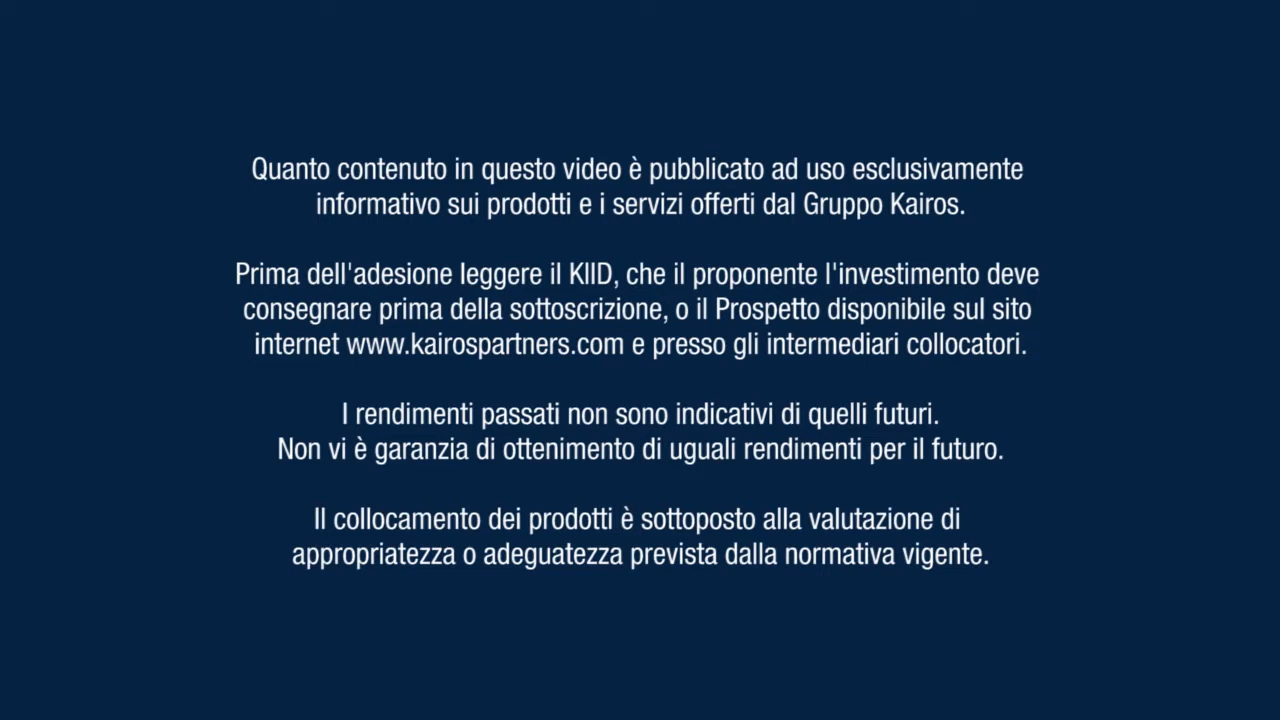 Quanto contenuto in questo video è pubblicato ad uso esclusivamente
informativo sui prodotti e i servizi offerti dal Gruppo Kairos.
Prima dell'adesione leggere il KIID, che il proponente l'investimento deve
consegnare prima della sottoscrizione, o il Prospetto disponibile sul sito
internet www.kairospartners.com e presso gli intermediari collocatori.
I rendimenti passati non sono indicativi di quelli futuri.
Non vi è garanzia di ottenimento di uguali rendimenti per il futuro.
Il collocamento dei prodotti è sottoposto alla valutazione di
appropriatezza o adeguatezza prevista dalla normativa vigente.